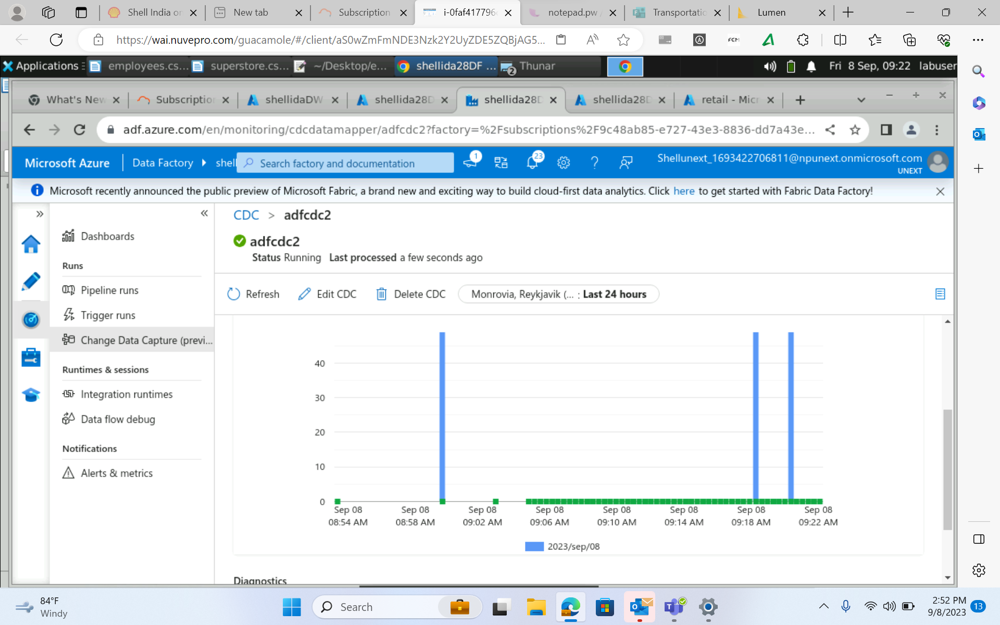 Shell India or
New tab
Subscription
i-0faf417796
notepad.pw /
Transportatio
Lumen
https://wai.nuvepro.com/guacamole/#/client/aS0wZmFmNDE3Nzk2Y2UyZDE5ZQBjAG5...
Applications
employees.cs...
superstore.cs...
~/Desktop/e...
shellida28DF ...
2 Thunar
Fri 8 Sep, 09:22 labuser
What's New
Subscription
shellidaDW
shellida28D
shellida28D
shellida28D
retail - Micr
adf.azure.com/en/monitoring/cdcdatamapper/adfcdc2?factory=%2Fsubscriptions%2F9c48ab85-e727-43e3-8836-dd7a43e...
Microsoft Azure
Data Factory
shell
Search factory and documentation
1
23
Shellunext_1693422706811@npunext.onmicrosoft.com
UNEXT
Microsoft recently announced the public preview of Microsoft Fabric, a brand new and exciting way to build cloud-first data analytics. Click here to get started with Fabric Data Factory!
Dashboards
Runs
Pipeline runs
Trigger runs
Change Data Capture (previ...
Runtimes & sessions
Integration runtimes
Data flow debug
Notifications
Alerts & metrics
CDC > adfcdc2
adfcdc2
Status Running Last processed a few seconds ago
Refresh
Edit CDC
Delete CDC
Monrovia, Reykjavik (... : Last 24 hours
40
30
20
10
0
Sep 08 08:54 AM
Sep 08 08:58 AM
Sep 08 09:02 AM
Sep 08 09:06 AM
Sep 08 09:10 AM
Sep 08 09:14 AM
Sep 08 09:18 AM
Sep 08 09:22 AM
2023/sep/08
Diagnostics
84°F
Windy
Search
2:52 PM
9/8/2023
13